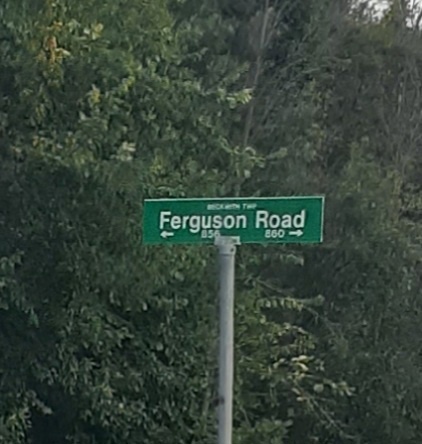 BECKWITH TWP
Ferguson Road
← 856 860 →